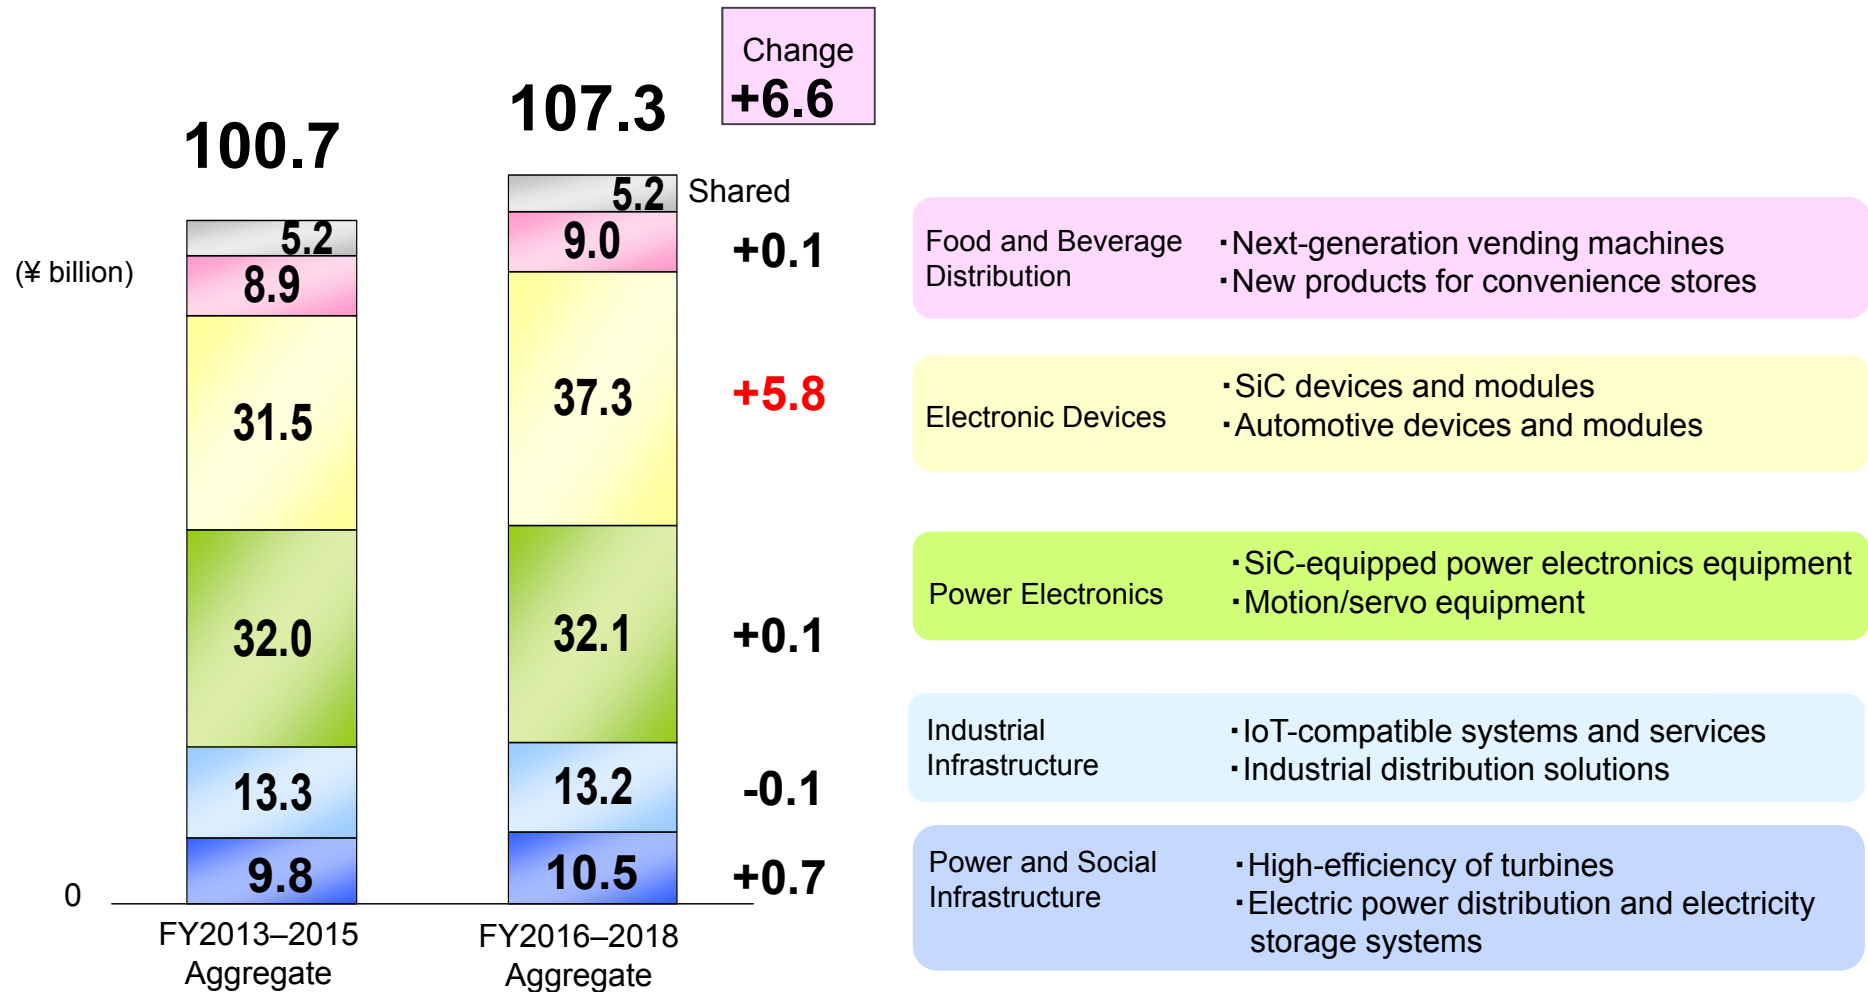 Change
+6.6
107.3
100.7
5.2
Shared
5.2
9.0
+0.1
(¥ billion)
8.9
31.5
37.3
+5.8
32.0
32.1
+0.1
13.3
13.2
-0.1
9.8
10.5
+0.7
0
FY2013–2015
Aggregate
FY2016–2018
Aggregate
Food and Beverage
Distribution
・Next-generation vending machines
・New products for convenience stores
Electronic Devices
・SiC devices and modules
・Automotive devices and modules
Power Electronics
・SiC-equipped power electronics equipment
・Motion/servo equipment
Industrial
Infrastructure
・IoT-compatible systems and services
・Industrial distribution solutions
Power and Social
Infrastructure
・High-efficiency of turbines
・Electric power distribution and electricity
storage systems